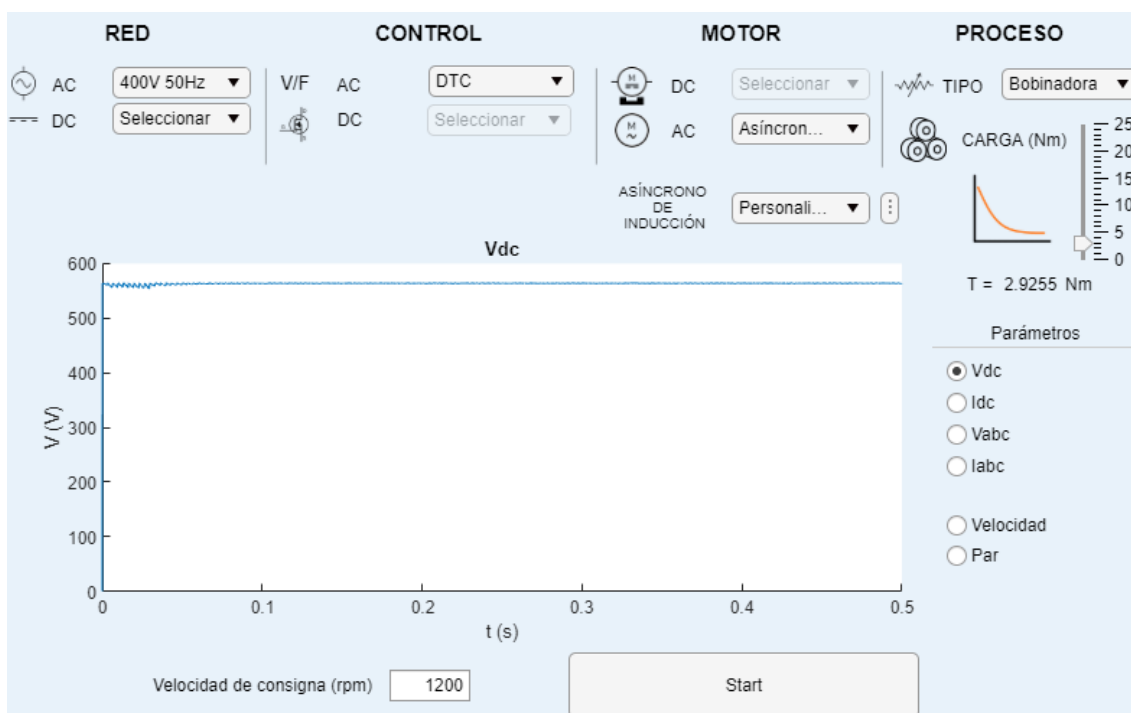 RED CONTROL MOTOR PROCESO
AC 400V 50Hz V/F AC DTC DC Seleccionar TIPO Bobinadora
DC Seleccionar DC Seleccionar AC Asíncron... CARGA (Nm)
25
20
15
10
5
0
ASÍNCRONO
DE
INDUCCIÓN
Personali...
T = 2.9255 Nm
Vdc
600
500
400
300
200
100
0
V (V)
0 0.1 0.2 0.3 0.4 0.5
t (s)
Parámetros
Vdc
Idc
Vabc
Iabc
Velocidad
Par
Velocidad de consigna (rpm) 1200 Start